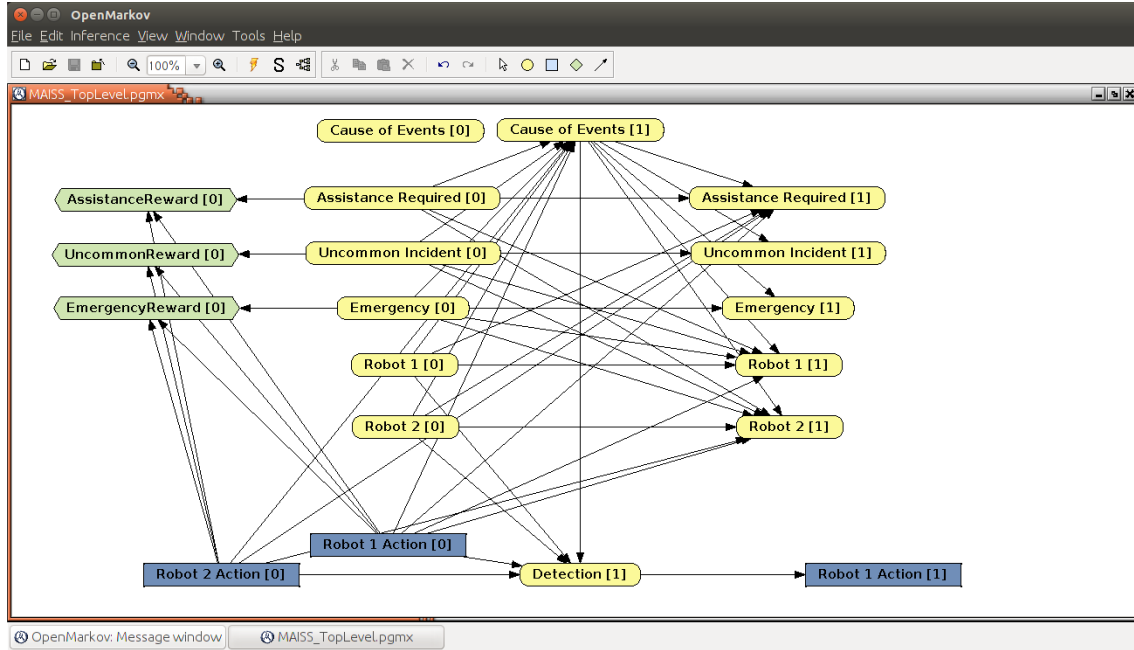 OpenMarkov
File Edit Inference View Window Tools Help
100%
MAISS_TopLevel.pgmx
Cause of Events [0] Cause of Events [1]
AssistanceReward [0] Assistance Required [0] Assistance Required [1]
UncommonReward [0] Uncommon Incident [0] Uncommon Incident [1]
EmergencyReward [0] Emergency [0] Emergency [1]
Robot 1 [0] Robot 1 [1]
Robot 2 [0] Robot 2 [1]
Robot 1 Action [0]
Robot 2 Action [0] Detection [1] Robot 1 Action [1]
OpenMarkov: Message window MAISS_TopLevel.pgmx